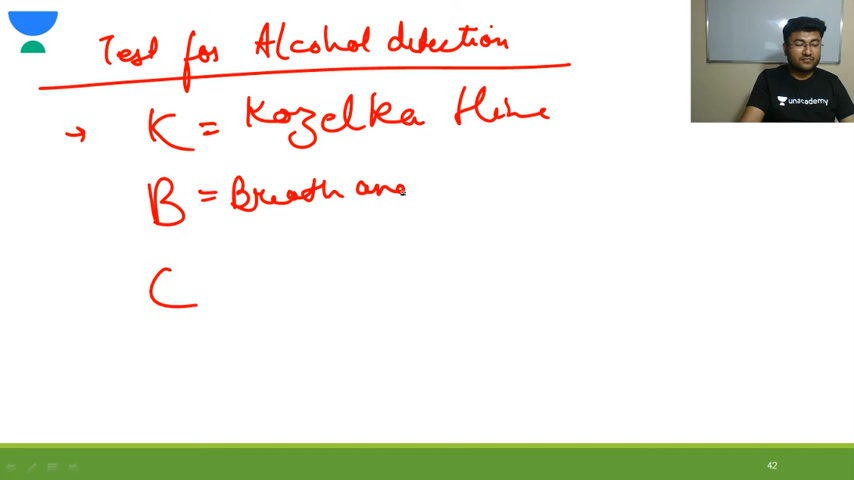 Test for Alcohol detection
→ K = Kozelka Hine
B = Breath ana
C
unacademy
42